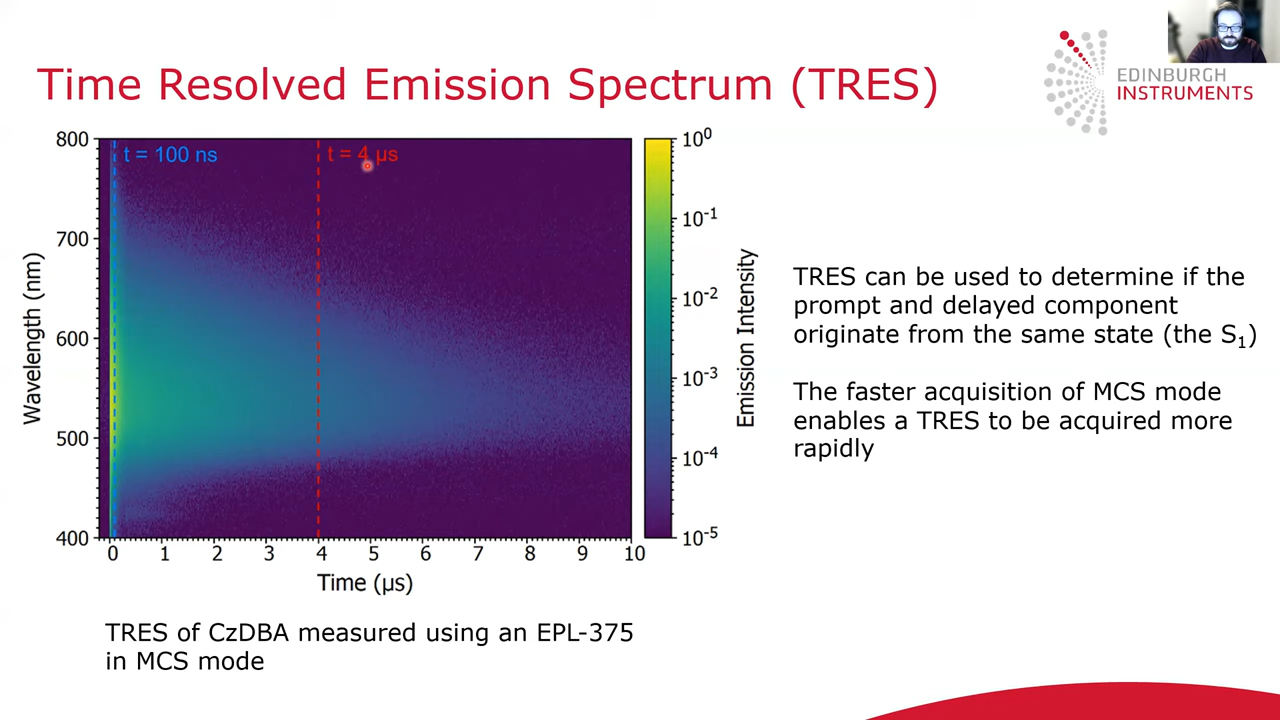 Time Resolved Emission Spectrum (TRES)
EDINBURGH
INSTRUMENTS
t = 100 ns
t = 4 µs
800
700
600
500
400
Wavelength (nm)
0 1 2 3 4 5 6 7 8 9 10
Time (µs)
10⁰
10⁻¹
10⁻²
10⁻³
10⁻⁴
10⁻⁵
Emission Intensity
TRES can be used to determine if the
prompt and delayed component
originate from the same state (the S₁)
The faster acquisition of MCS mode
enables a TRES to be acquired more
rapidly
TRES of CzDBA measured using an EPL-375
in MCS mode